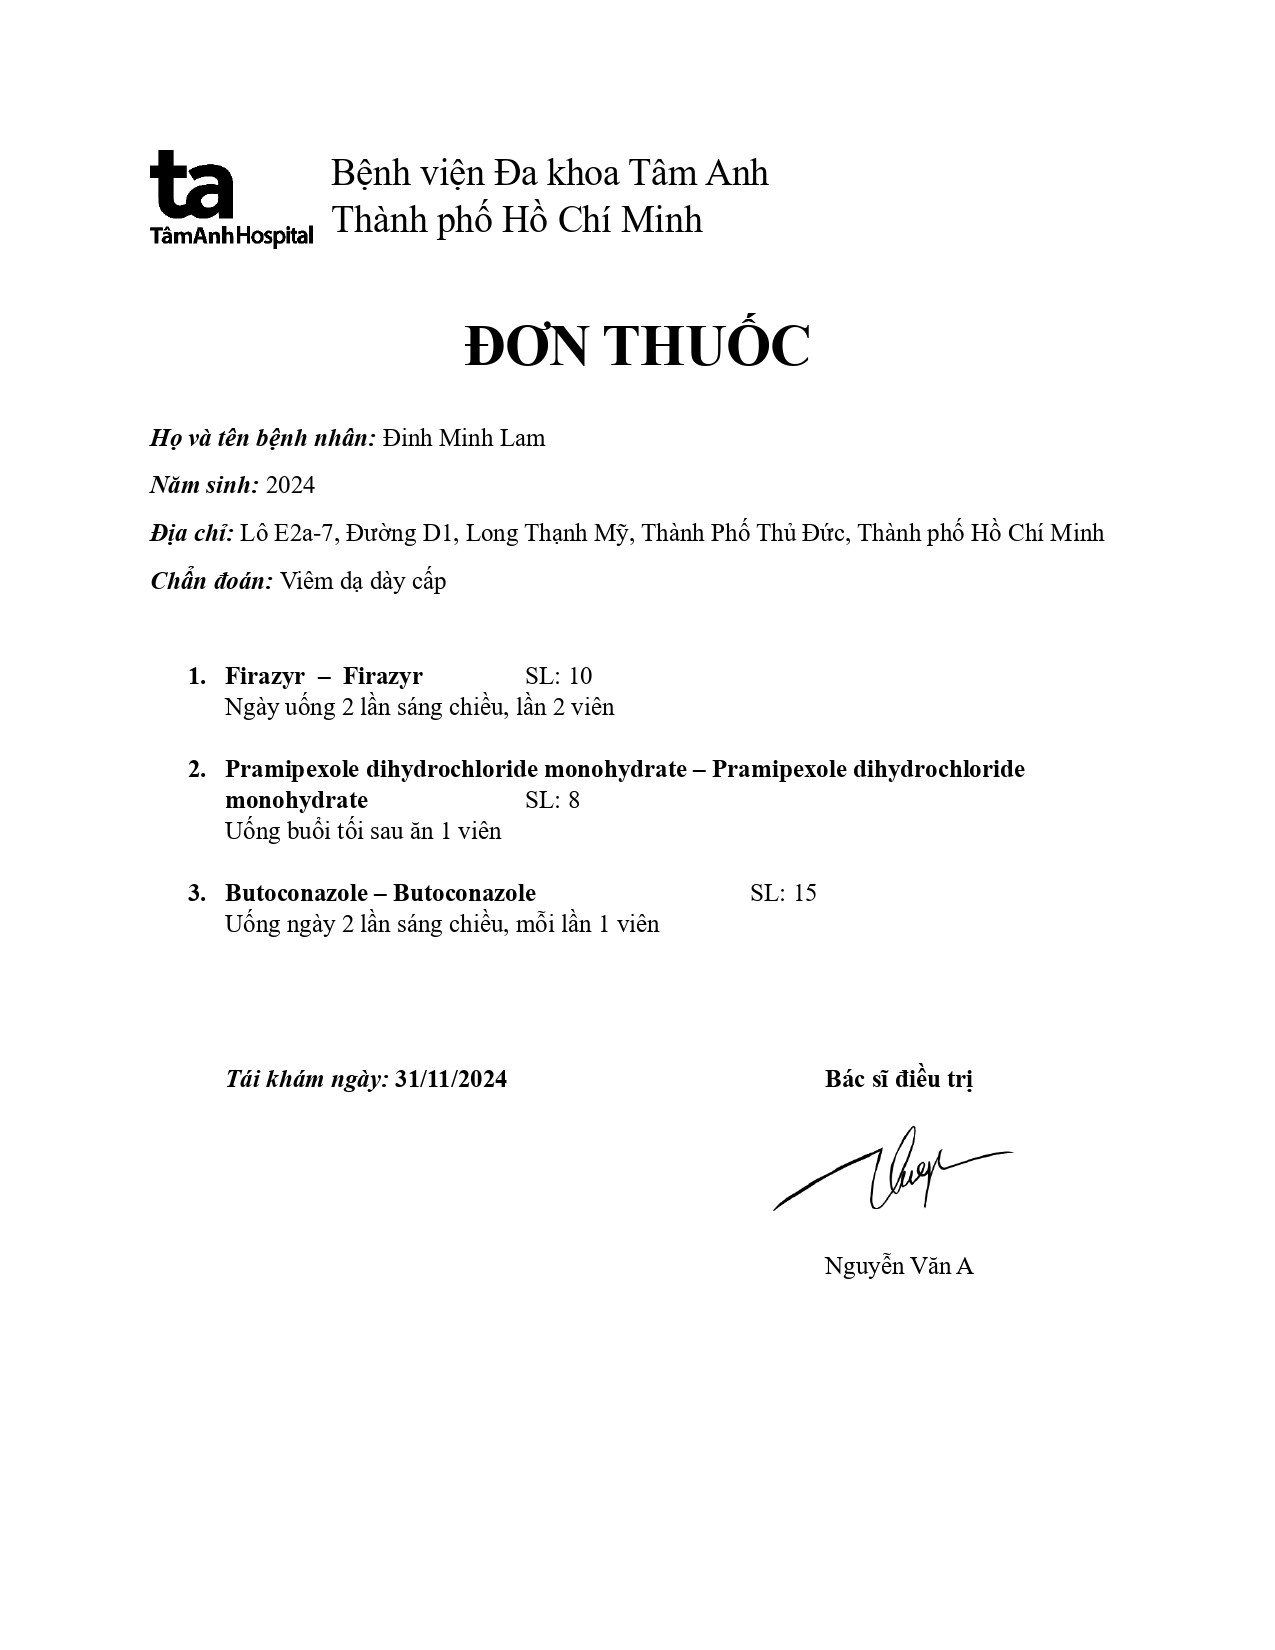 ta
TâmAnhHospital
Bệnh viện Đa khoa Tâm Anh
Thành phố Hồ Chí Minh
ĐƠN THUỐC
Họ và tên bệnh nhân: Đinh Minh Lam
Năm sinh: 2024
Địa chỉ: Lô E2a-7, Đường D1, Long Thạnh Mỹ, Thành Phố Thủ Đức, Thành phố Hồ Chí Minh
Chẩn đoán: Viêm dạ dày cấp
1. Firazyr – Firazyr SL: 10
Ngày uống 2 lần sáng chiều, lần 2 viên
2. Pramipexole dihydrochloride monohydrate – Pramipexole dihydrochloride
monohydrate SL: 8
Uống buổi tối sau ăn 1 viên
3. Butoconazole – Butoconazole SL: 15
Uống ngày 2 lần sáng chiều, mỗi lần 1 viên
Tái khám ngày: 31/11/2024 Bác sĩ điều trị
Nguyễn Văn A